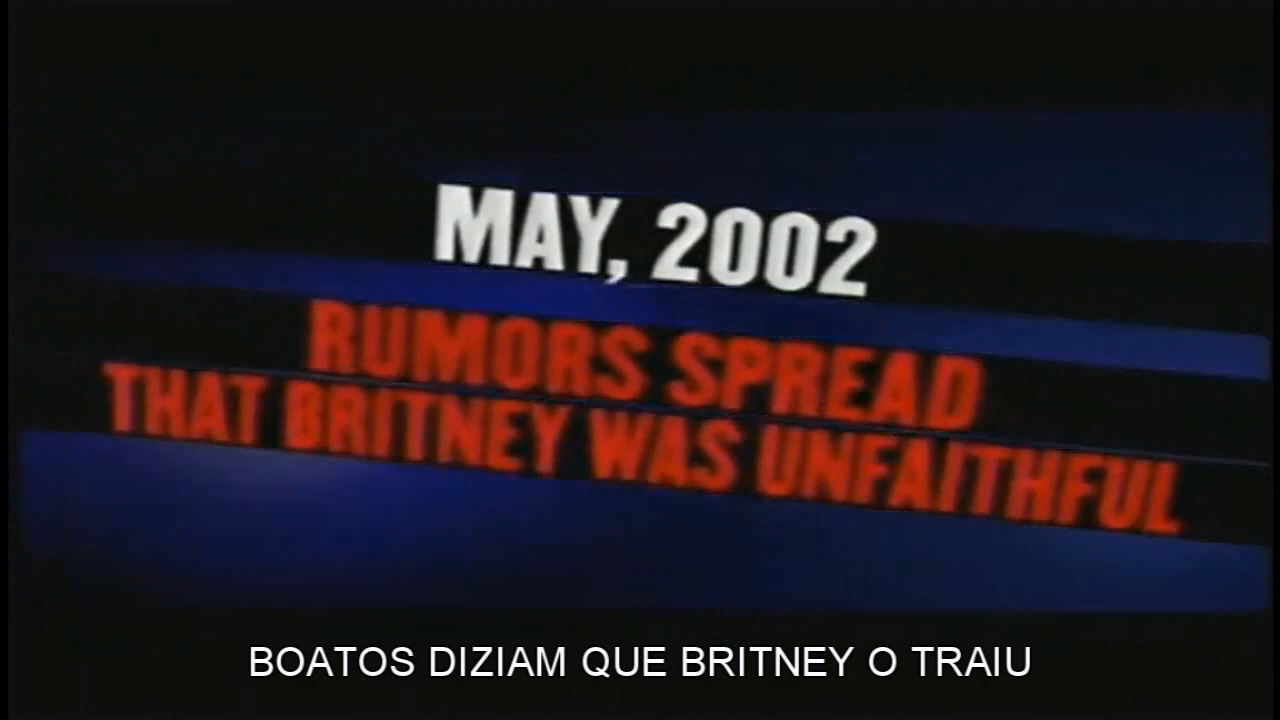 MAY, 2002
RUMORS SPREAD
THAT BRITNEY WAS UNFAITHFUL
BOATOS DIZIAM QUE BRITNEY O TRAIU